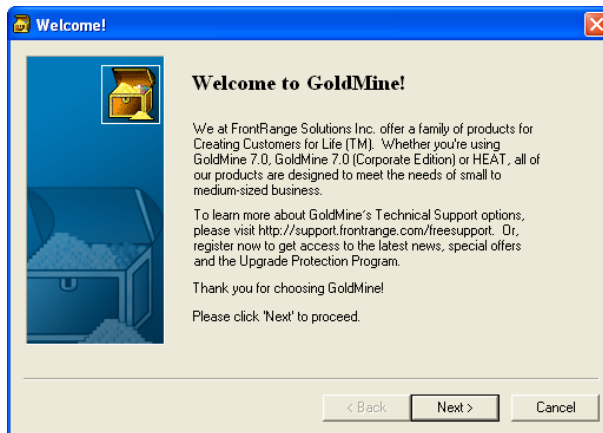 Welcome!
Welcome to GoldMine!
We at FrontRange Solutions Inc. offer a family of products for
Creating Customers for Life (TM). Whether you're using
GoldMine 7.0, GoldMine 7.0 (Corporate Edition) or HEAT, all of
our products are designed to meet the needs of small to
medium-sized business.
To learn more about GoldMine's Technical Support options,
please visit http://support.frontrange.com/freesupport. Or,
register now to get access to the latest news, special offers
and the Upgrade Protection Program.
Thank you for choosing GoldMine!
Please click 'Next' to proceed.
< Back Next > Cancel